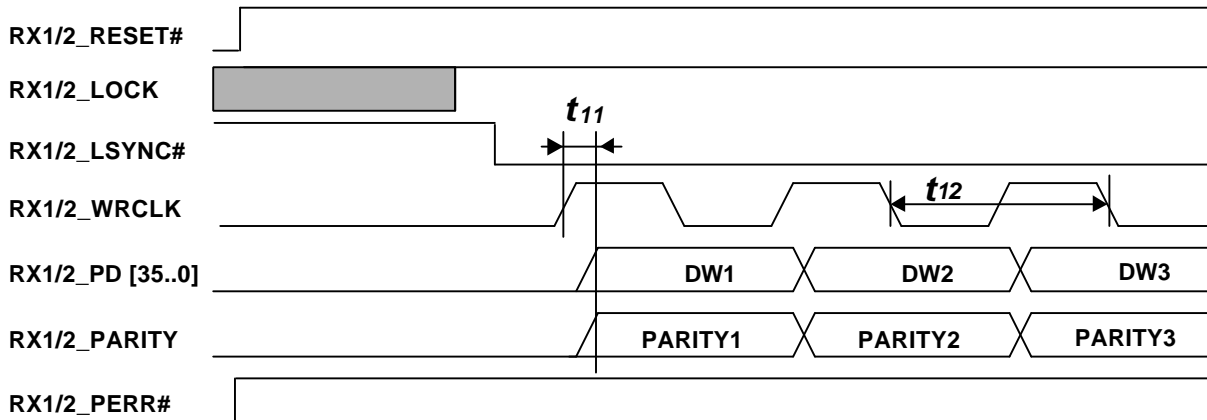 RX1/2_RESET#
RX1/2_LOCK
t11
RX1/2_LSYNC#
RX1/2_WRCLK
t12
RX1/2_PD [35..0]
DW1 DW2 DW3
RX1/2_PARITY
PARITY1 PARITY2 PARITY3
RX1/2_PERR#